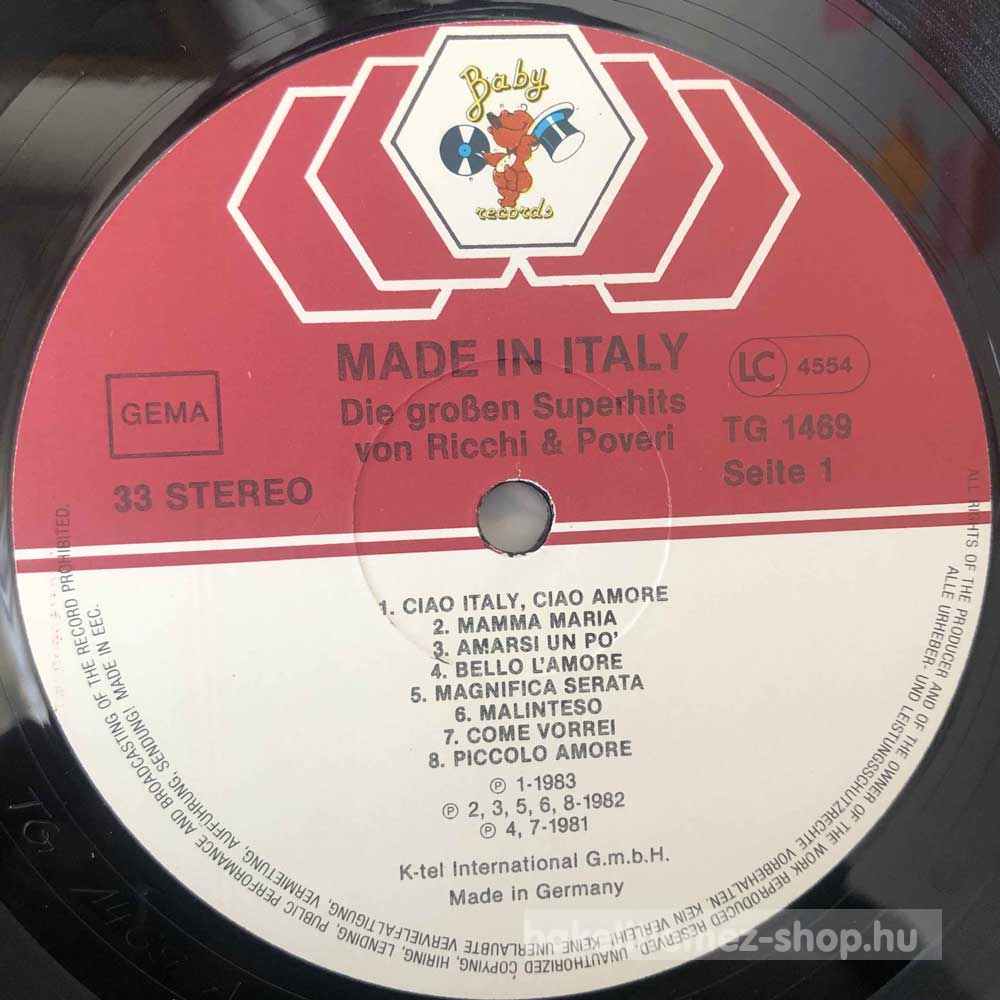 Baby
records
MADE IN ITALY
Die großen Superhits
von Ricchi & Poveri
GEMA
33 STEREO
LC 4554
TG 1469
Seite 1
1. CIAO ITALY, CIAO AMORE
2. MAMMA MARIA
3. AMARSI UN PO'
4. BELLO L'AMORE
5. MAGNIFICA SERATA
6. MALINTESO
7. COME VORREI
8. PICCOLO AMORE
℗ 1-1983
℗ 2, 3, 5, 6, 8-1982
℗ 4, 7-1981
K-tel International G.m.b.H.
Made in Germany
ALL RIGHTS OF THE PRODUCER AND OF THE OWNER OF THE WORK REPRODUCED RESERVED. UNAUTHORIZED COPYING, HIRING, LENDING, PUBLIC PERFORMANCE AND BROADCASTING OF THE RECORD PROHIBITED.
ALLE URHEBER- UND LEISTUNGSSCHUTZRECHTE VORBEHALTEN. KEIN VERLEIH! KEINE UNERLAUBTE VERVIELFALTIGUNG, VERMIETUNG, AUFFÜHRUNG, SENDUNG! MADE IN EEC.
bakelitlemez-shop.hu